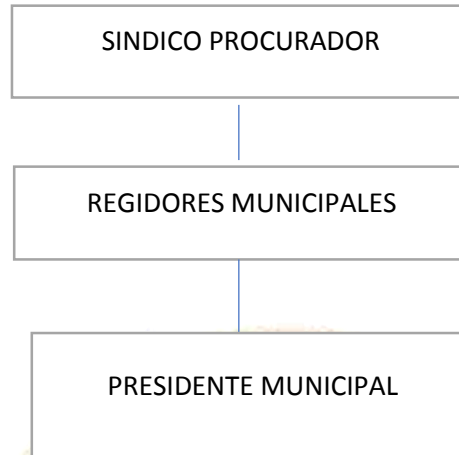 SINDICO PROCURADOR
REGIDORES MUNICIPALES
PRESIDENTE MUNICIPAL